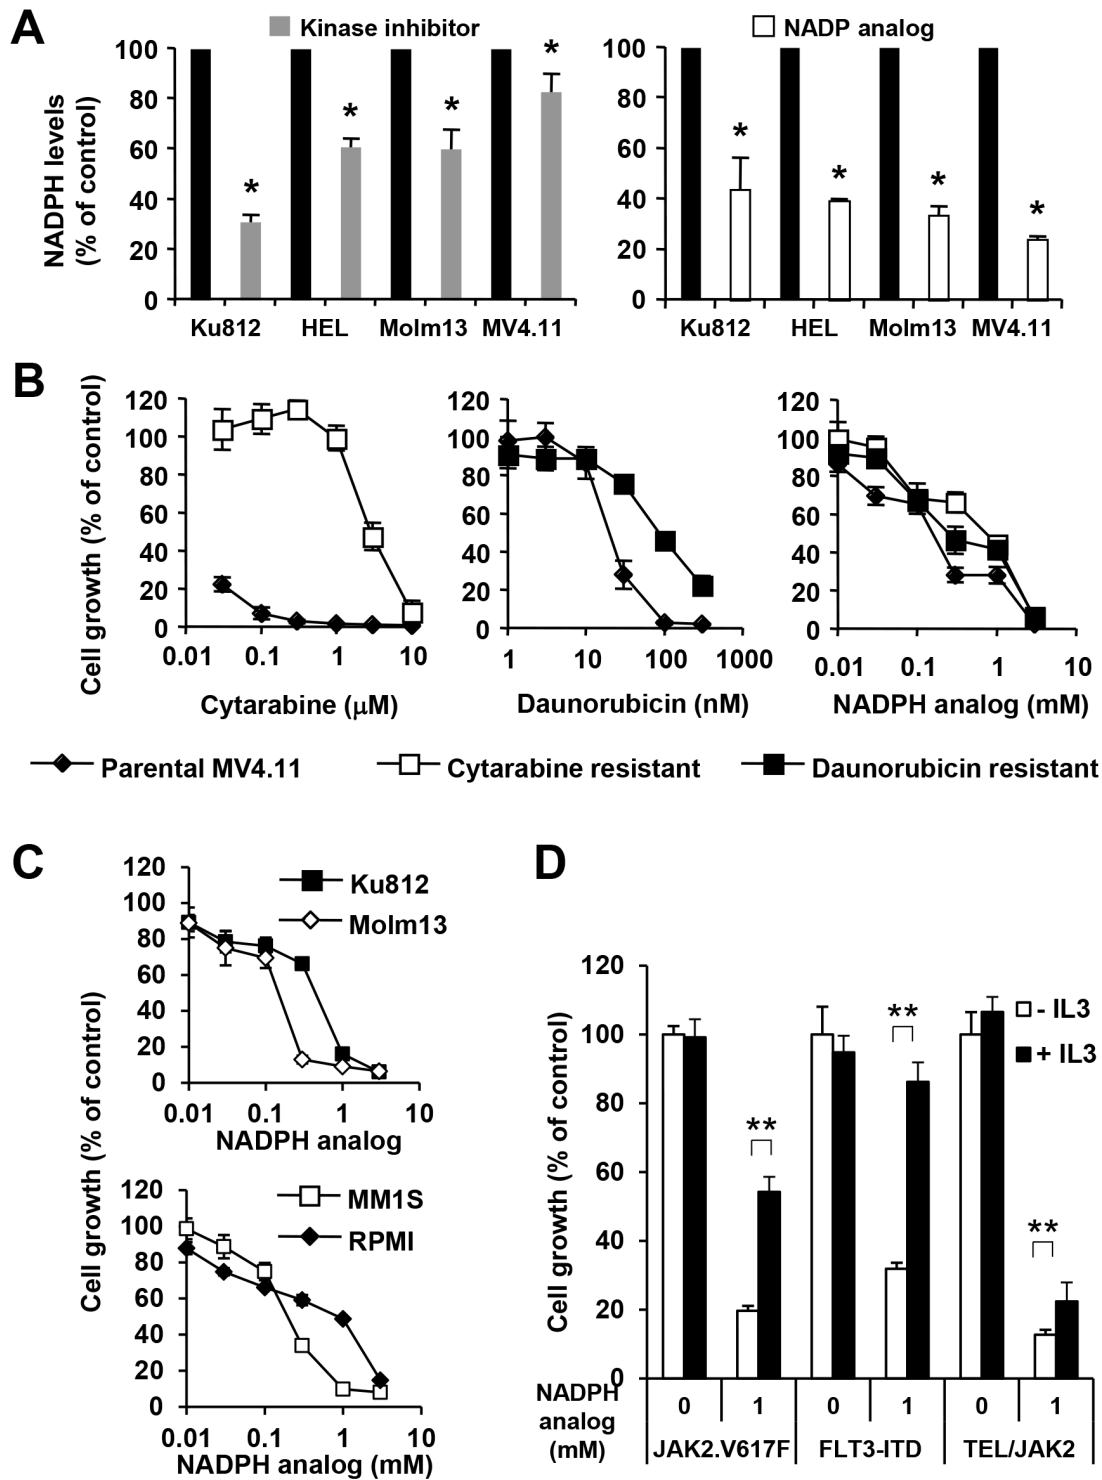 A
Kinase inhibitor
NADP analog
NADPH levels
(% of control)
100
80
60
40
20
0
* * * *
Ku812 HEL Molm13 MV4.11
100
80
60
40
20
0
* * * *
Ku812 HEL Molm13 MV4.11
B
Cell growth (% of control)
120
100
80
60
40
20
0
0.01 0.1 1 10
Cytarabine (μM)
120
100
80
60
40
20
0
1 10 100 1000
Daunorubicin (nM)
120
100
80
60
40
20
0
0.01 0.1 1 10
NADPH analog (mM)
Parental MV4.11
Cytarabine resistant
Daunorubicin resistant
C
Cell growth (% of control)
120
100
80
60
40
20
0
Ku812
Molm13
0.01 0.1 1 10
NADPH analog
120
100
80
60
40
20
0
MM1S
RPMI
0.01 0.1 1 10
NADPH analog (mM)
D
Cell growth (% of control)
120
100
80
60
40
20
0
- IL3
+ IL3
** ** **
NADPH
analog
(mM)
0 1 0 1 0 1
JAK2.V617F FLT3-ITD TEL/JAK2